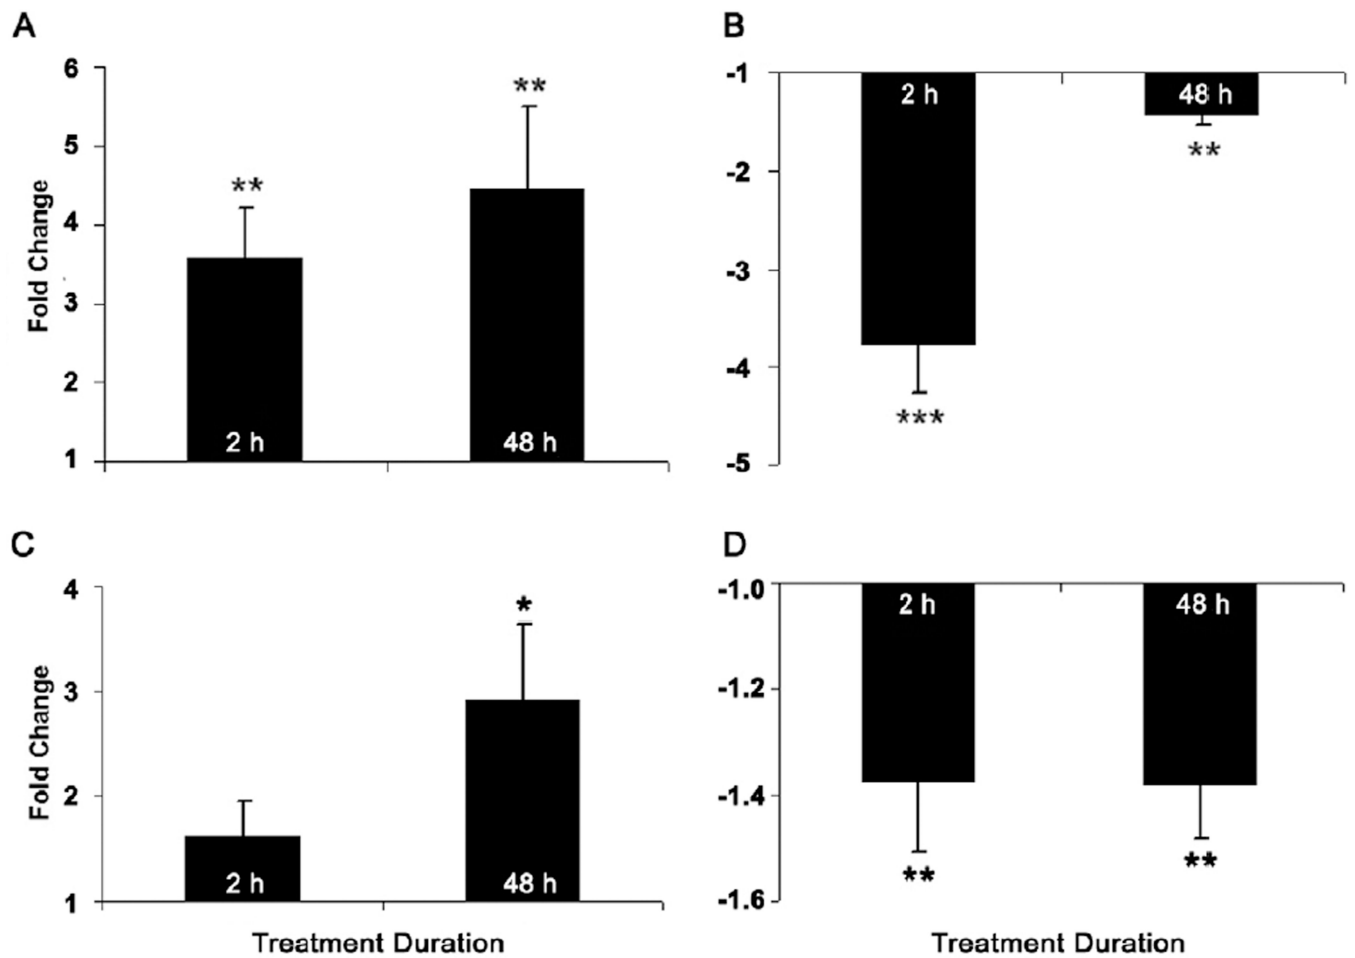 A
6
5
4
3
2
1
Fold Change
**
**
2 h
48 h
B
-1
-2
-3
-4
-5
2 h
48 h
***
**
C
4
3
2
1
Fold Change
*
2 h
48 h
Treatment Duration
D
-1.0
-1.2
-1.4
-1.6
2 h
48 h
**
**
Treatment Duration